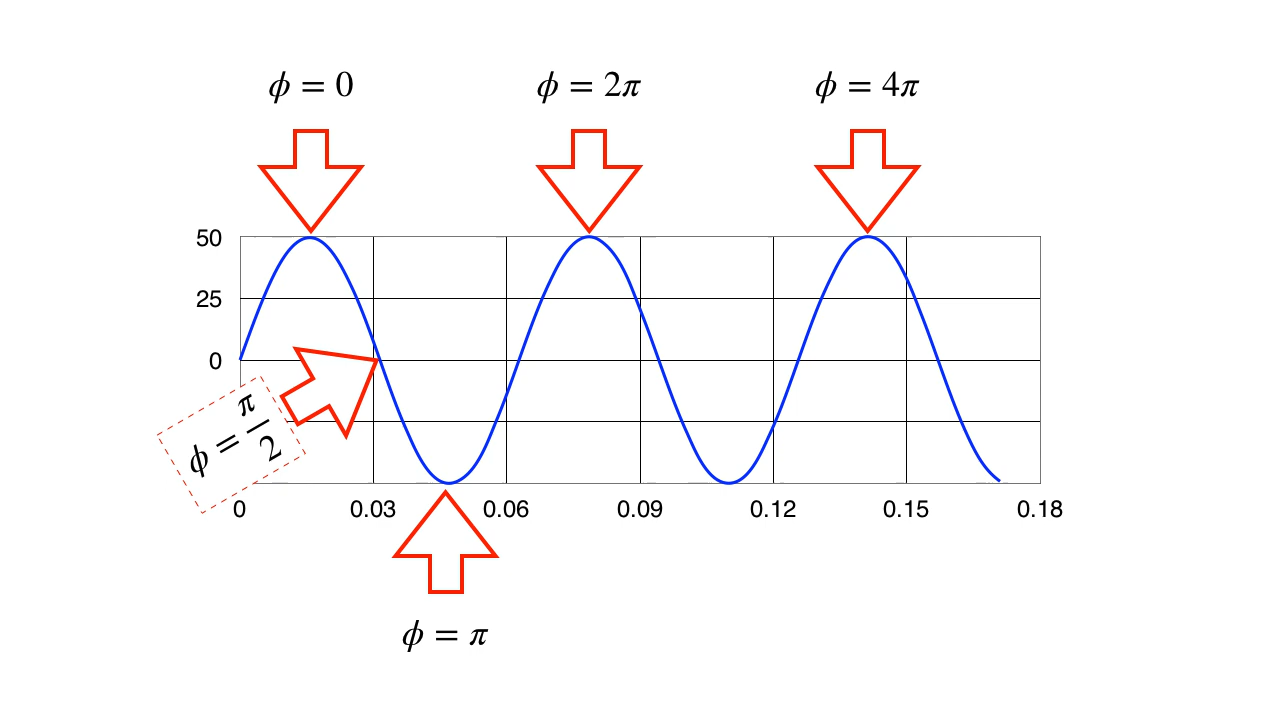 ϕ = 0
ϕ = 2π
ϕ = 4π
50
25
0
ϕ = π/2
0 0.03 0.06 0.09 0.12 0.15 0.18
ϕ = π